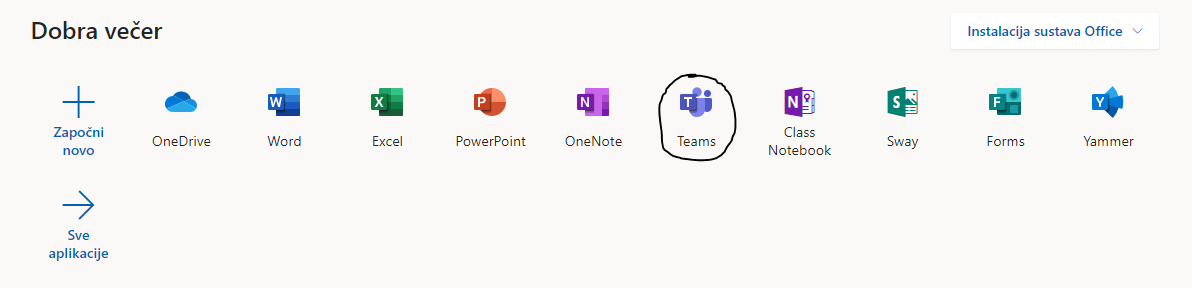 Dobra večer
Instalacija sustava Office
Započni
novo
OneDrive
Word
Excel
PowerPoint
OneNote
Teams
Class
Notebook
Sway
Forms
Yammer
Sve
aplikacije